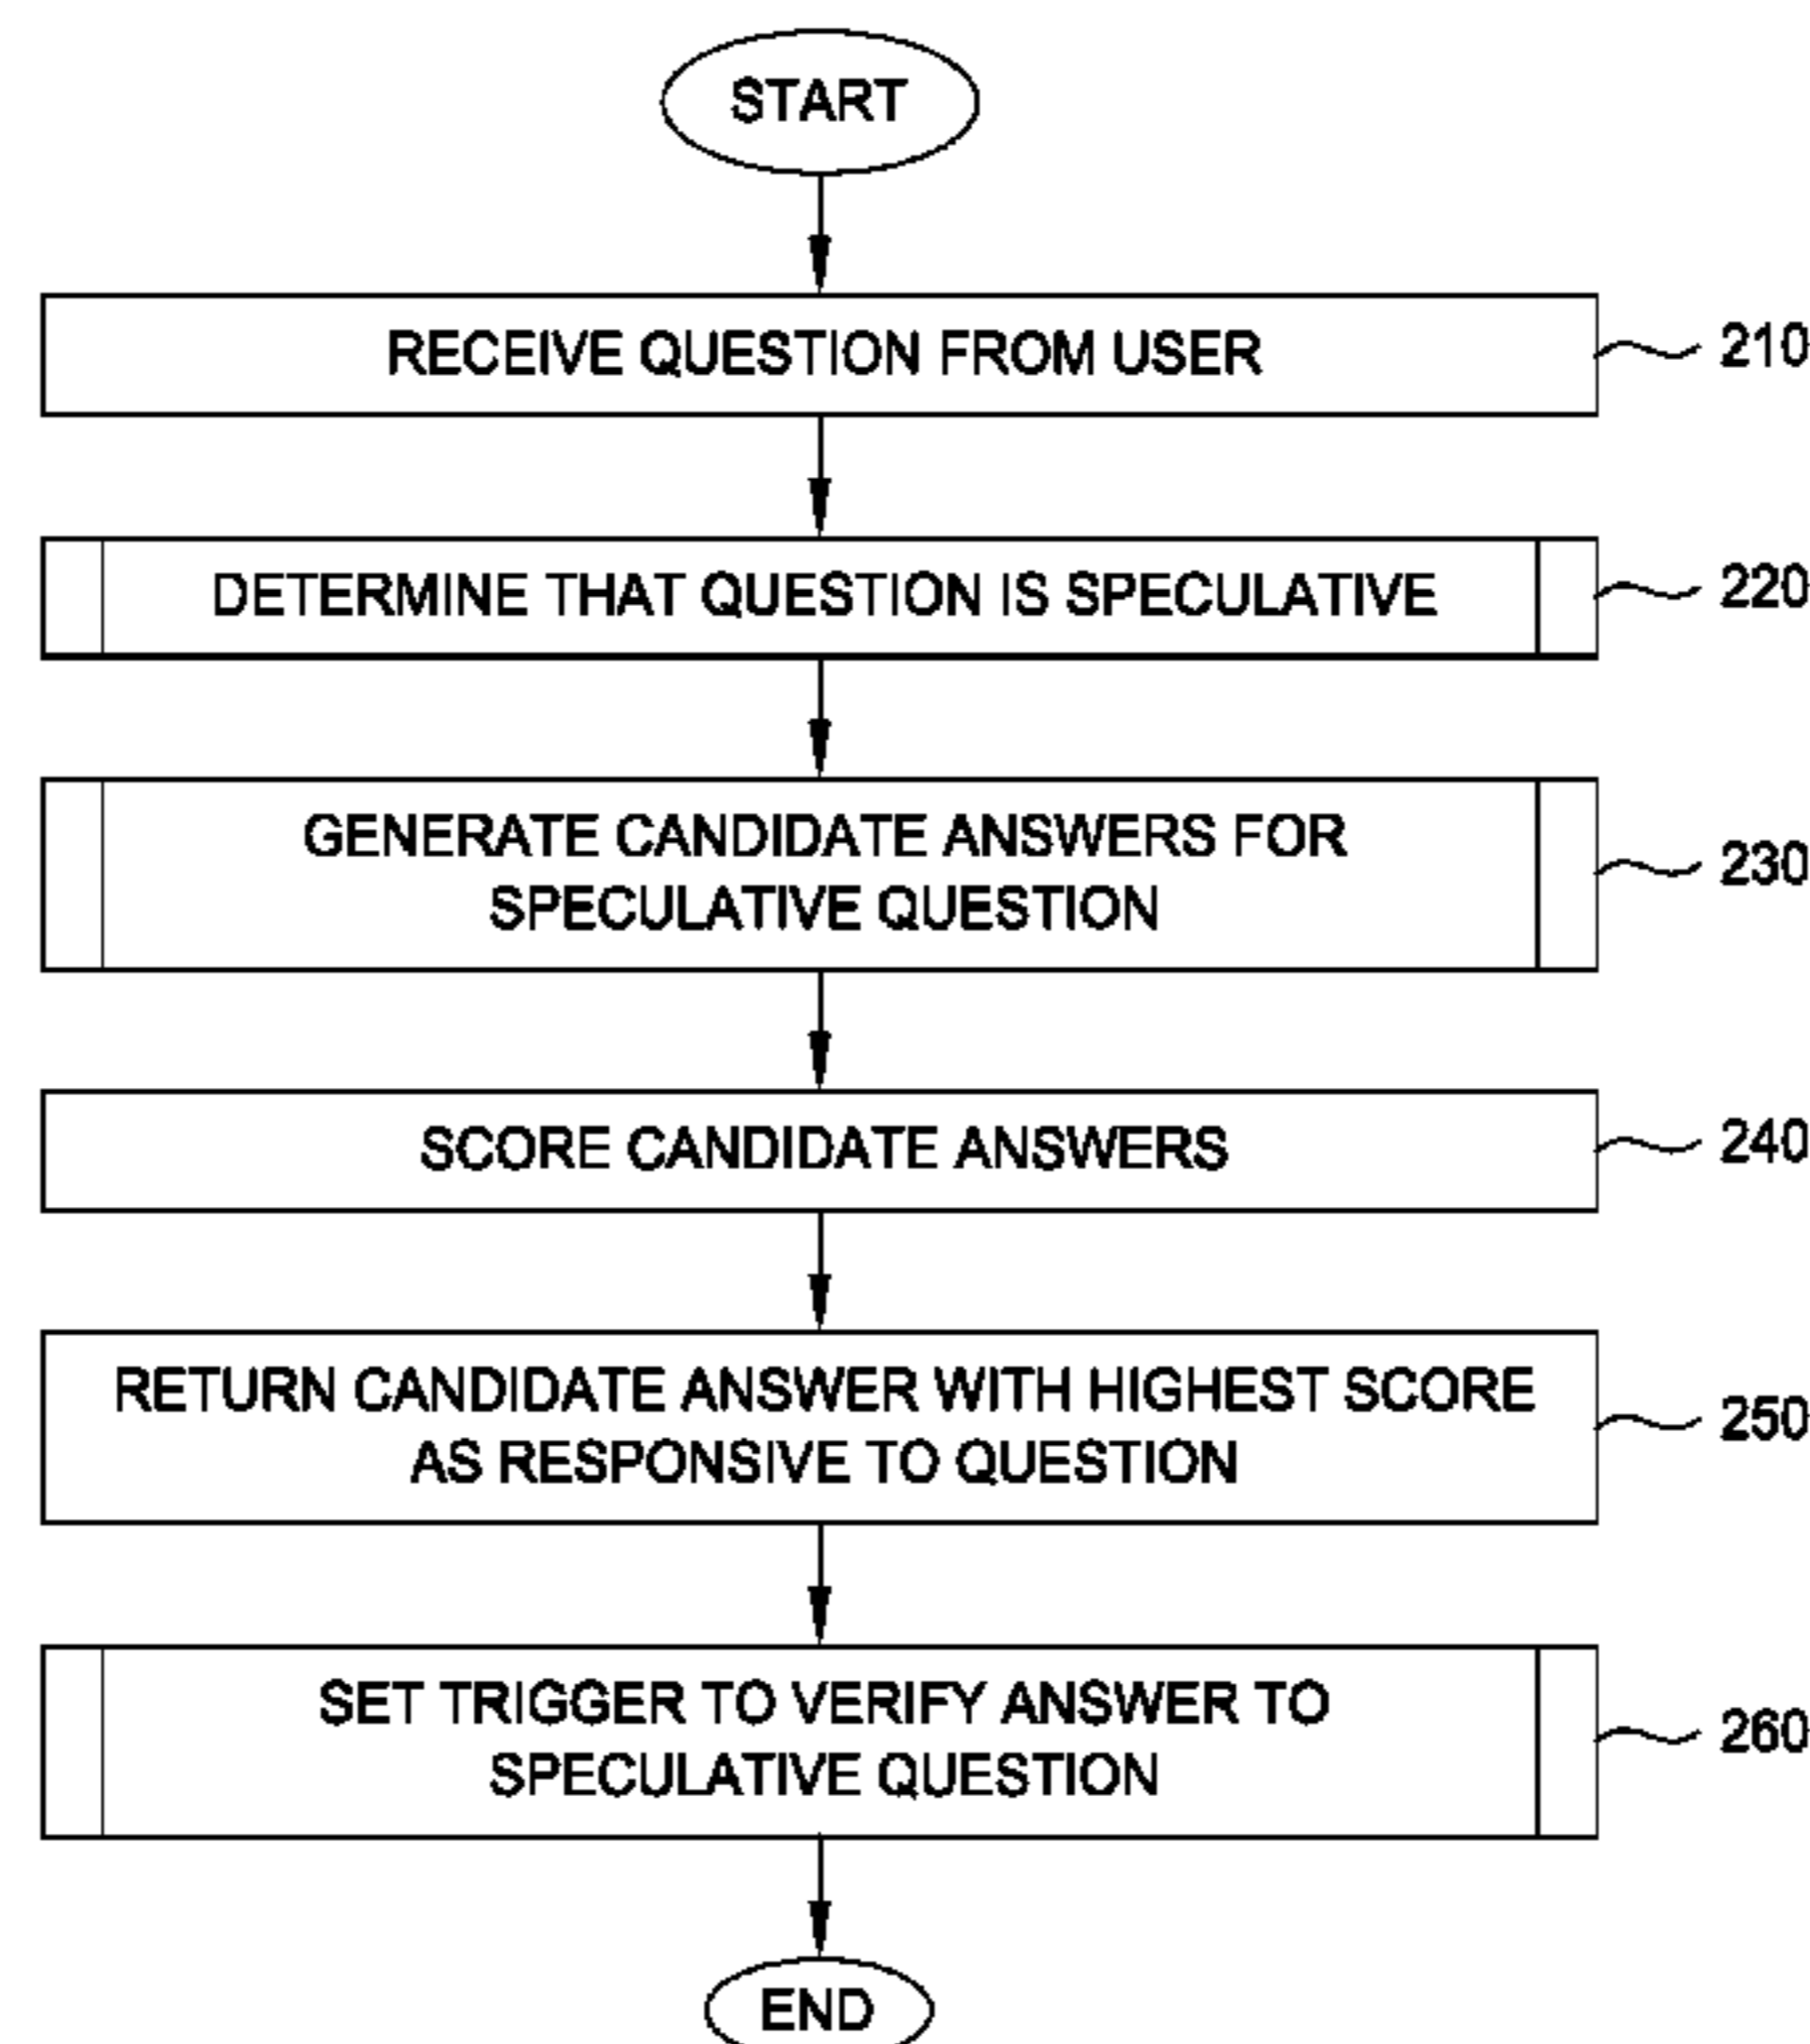 START
RECEIVE QUESTION FROM USER
210
DETERMINE THAT QUESTION IS SPECULATIVE
220
GENERATE CANDIDATE ANSWERS FOR
SPECULATIVE QUESTION
230
SCORE CANDIDATE ANSWERS
240
RETURN CANDIDATE ANSWER WITH HIGHEST SCORE
AS RESPONSIVE TO QUESTION
250
SET TRIGGER TO VERIFY ANSWER TO
SPECULATIVE QUESTION
260
END